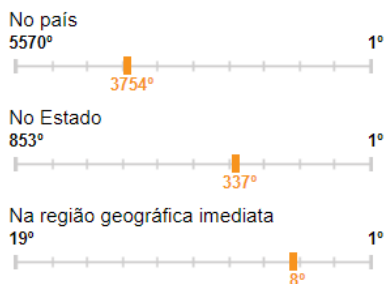 No país
5570º 1º
3754º
No Estado
853º 1º
337º
Na região geográfica imediata
19º 1º
8º